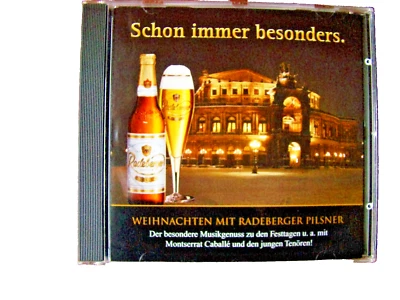 Schon immer besonders.
Radeberger
WEIHNACHTEN MIT RADEBERGER PILSNER
Der besondere Musikgenuss zu den Festtagen u. a. mit
Montserrat Caballé und den jungen Tenören!